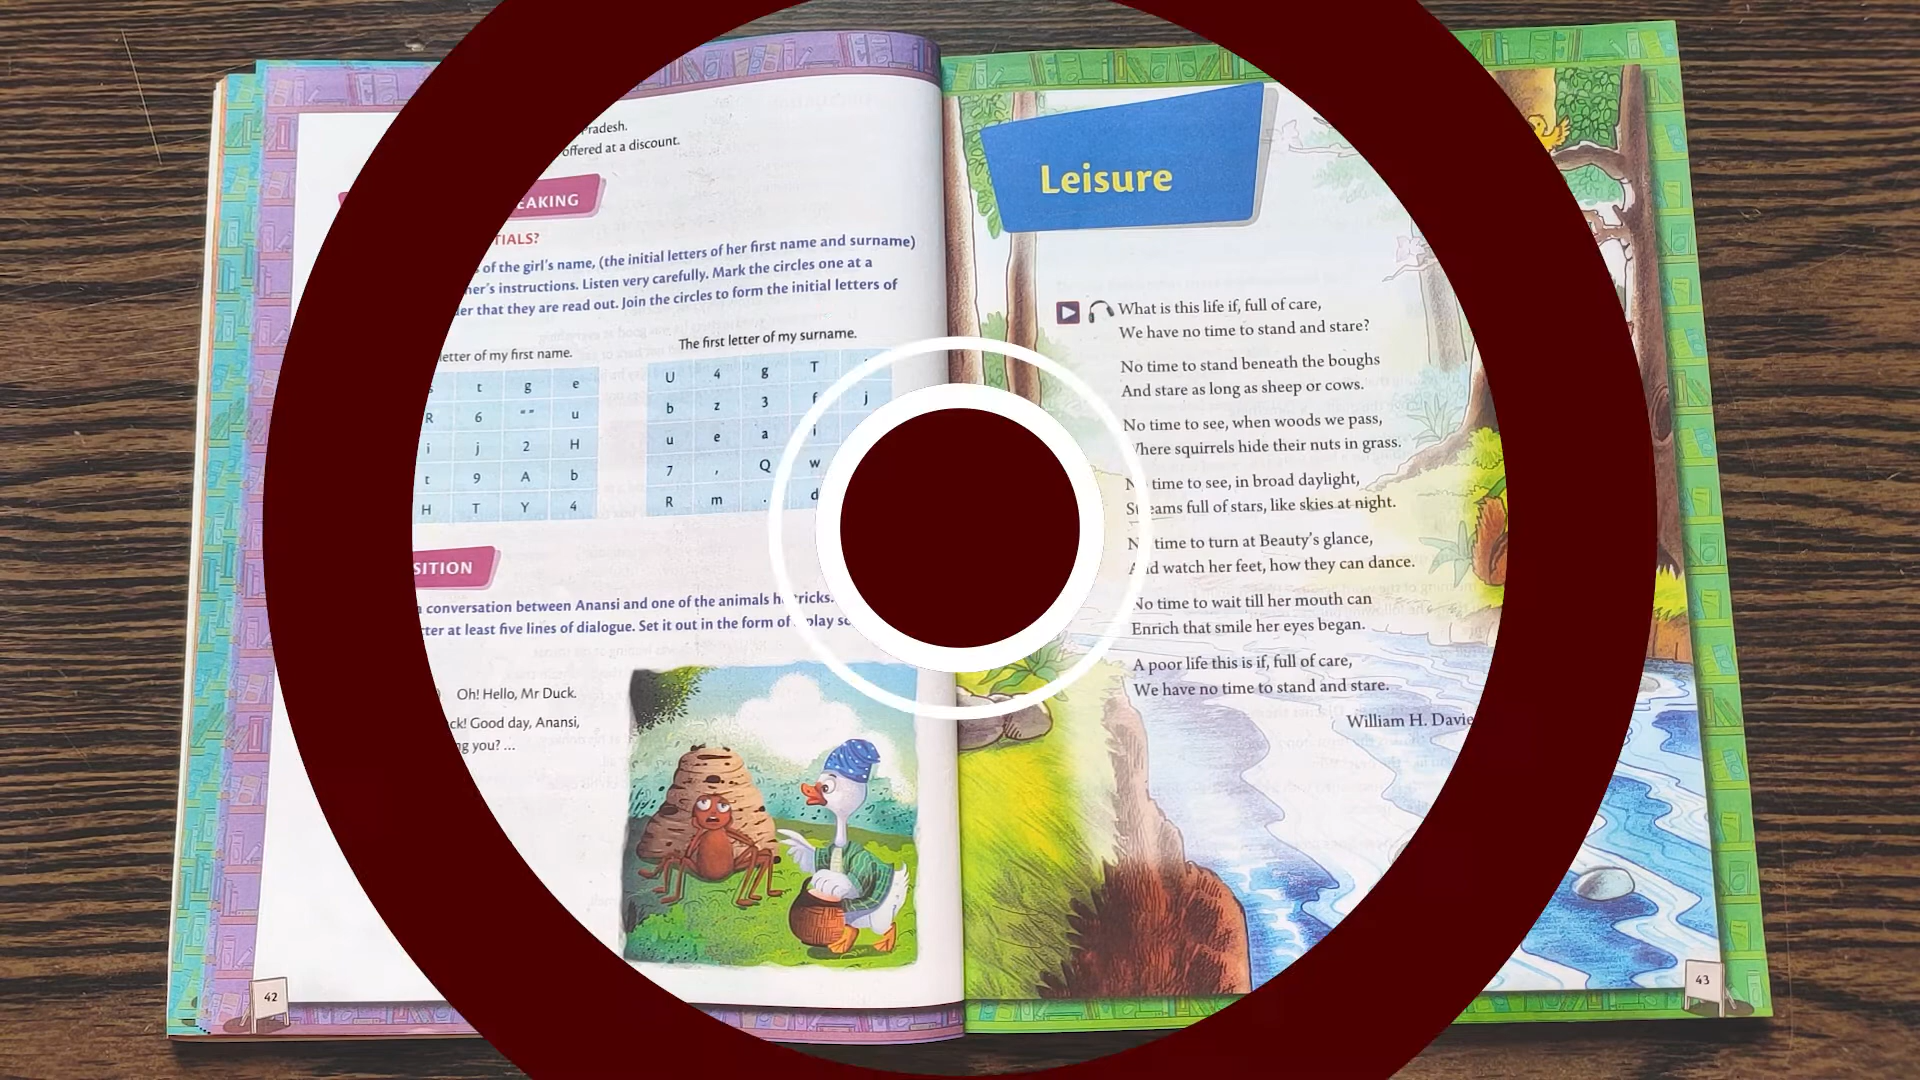 offered at a discount.
TIALS?
of the girl's name, (the initial letters of her first name and surname)
instructions. Listen very carefully. Mark the circles one at a
that they are read out. Join the circles to form the initial letters of
letter of my first name.
The first letter of my surname.
t g e
R 6 “ ” u
i j 2 H
t 9 A b
H T Y 4
U 4 g T
b z 3 f j
u e a i
7 , Q w
R m . d
conversation between Anansi and one of the animals tricks.
at least five lines of dialogue. Set it out in the form of play
Oh! Hello, Mr Duck.
Good day, Anansi,
you? ...
42
Leisure
What is this life if, full of care,
We have no time to stand and stare?
No time to stand beneath the boughs
And stare as long as sheep or cows.
No time to see, when woods we pass,
Where squirrels hide their nuts in grass.
No time to see, in broad daylight,
Streams full of stars, like skies at night.
No time to turn at Beauty's glance,
And watch her feet, how they can dance.
No time to wait till her mouth can
Enrich that smile her eyes began.
A poor life this is if, full of care,
We have no time to stand and stare.
William H. Davie
43